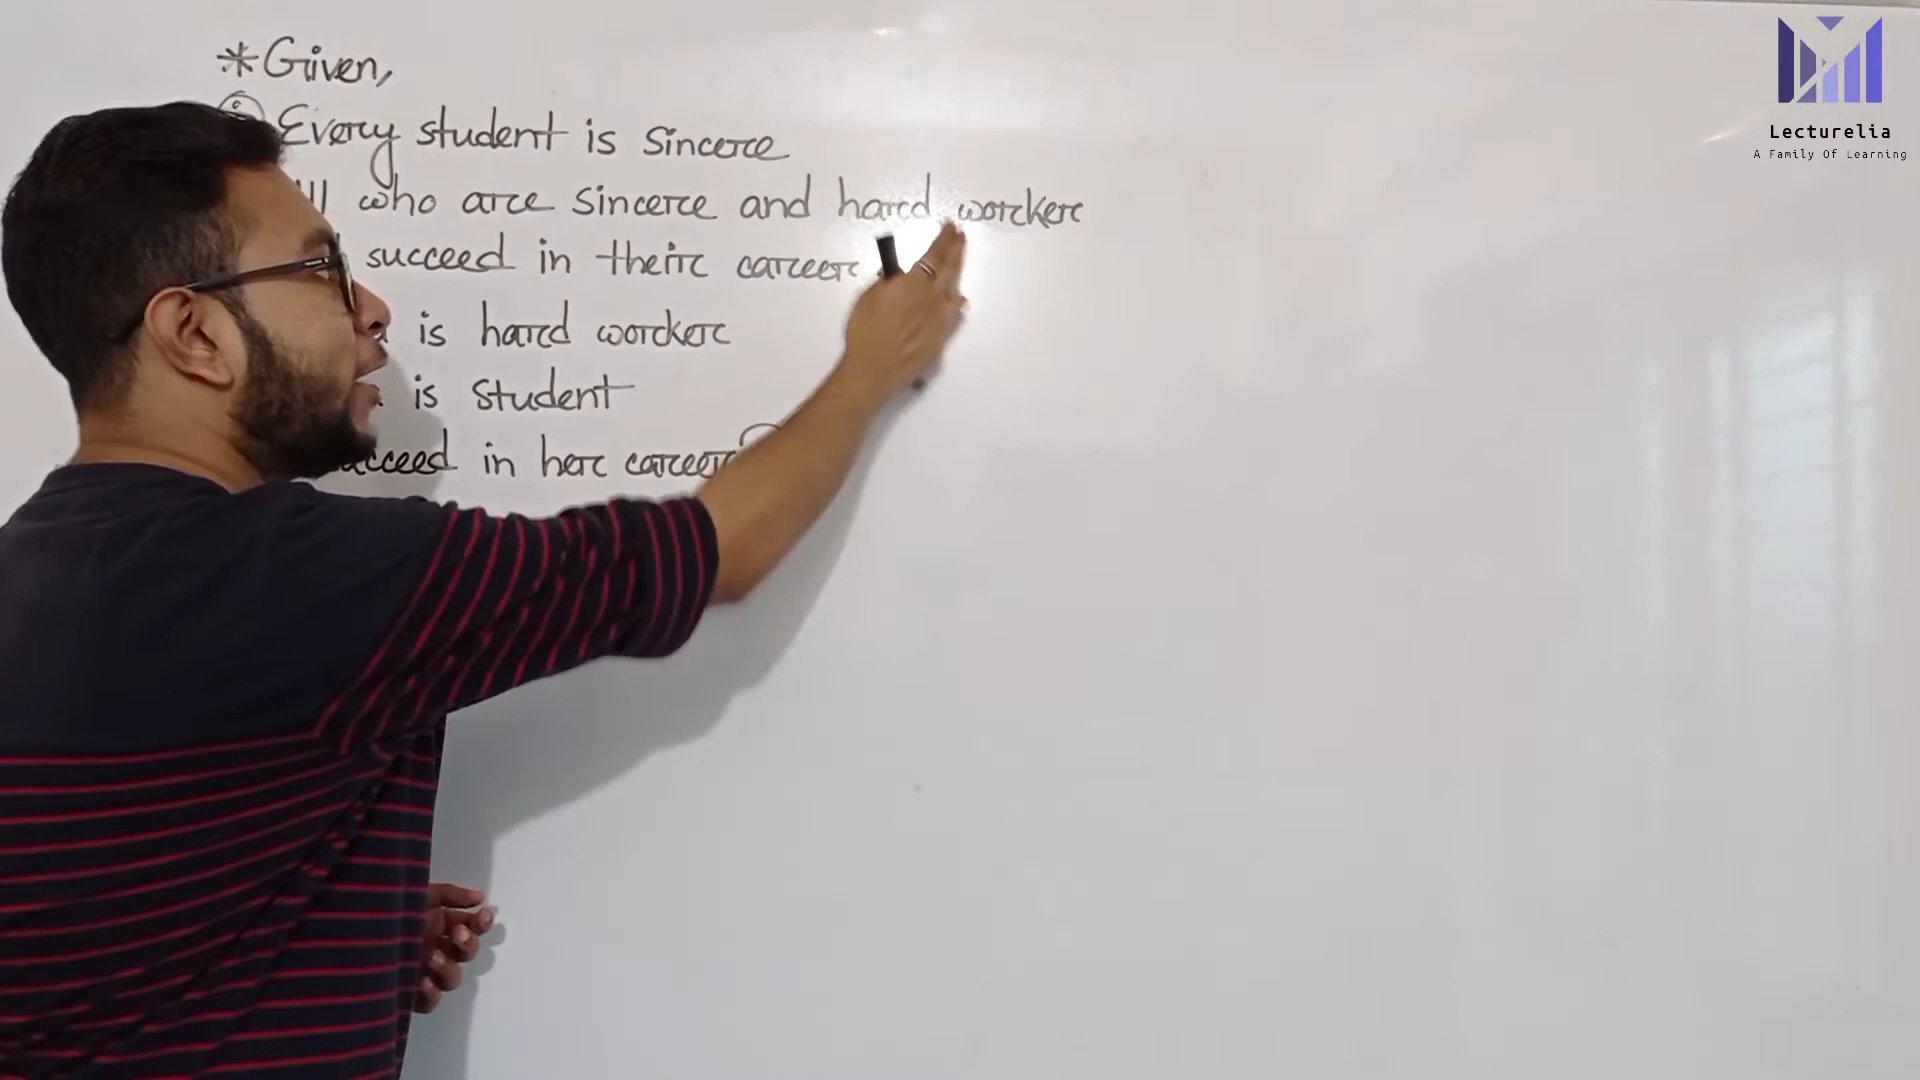 *Given,
Every student is sincere
who are sincere and hard worker
succeed in their career
is hard worker
is student
succeed in her career
Lecturelia
A Family Of Learning